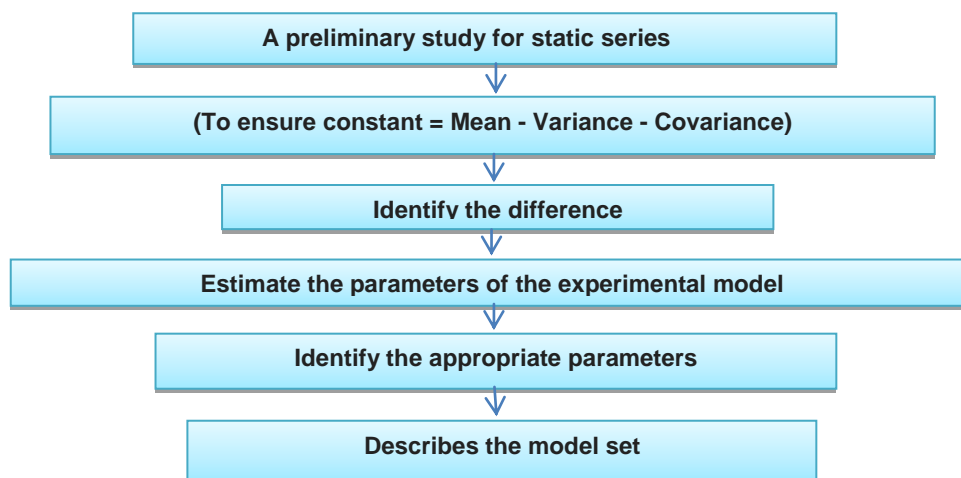 A preliminary study for static series
(To ensure constant = Mean - Variance - Covariance)
Identify the difference
Estimate the parameters of the experimental model
Identify the appropriate parameters
Describes the model set